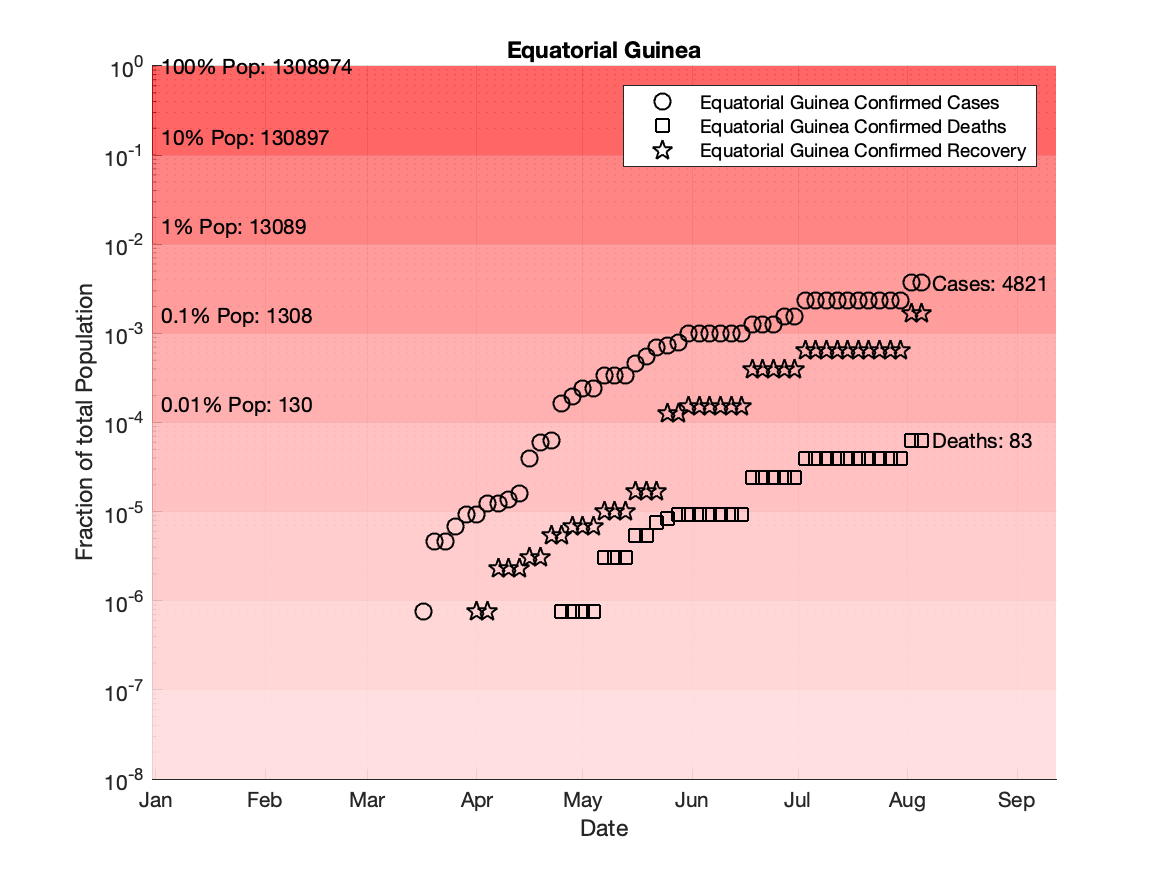 Equatorial Guinea
10^0
100% Pop: 1308974
Equatorial Guinea Confirmed Cases
Equatorial Guinea Confirmed Deaths
Equatorial Guinea Confirmed Recovery
10% Pop: 130897
10^-1
1% Pop: 13089
10^-2
Cases: 4821
0.1% Pop: 1308
10^-3
0.01% Pop: 130
10^-4
Deaths: 83
10^-5
10^-6
10^-7
10^-8
Fraction of total Population
Jan Feb Mar Apr May Jun Jul Aug Sep
Date